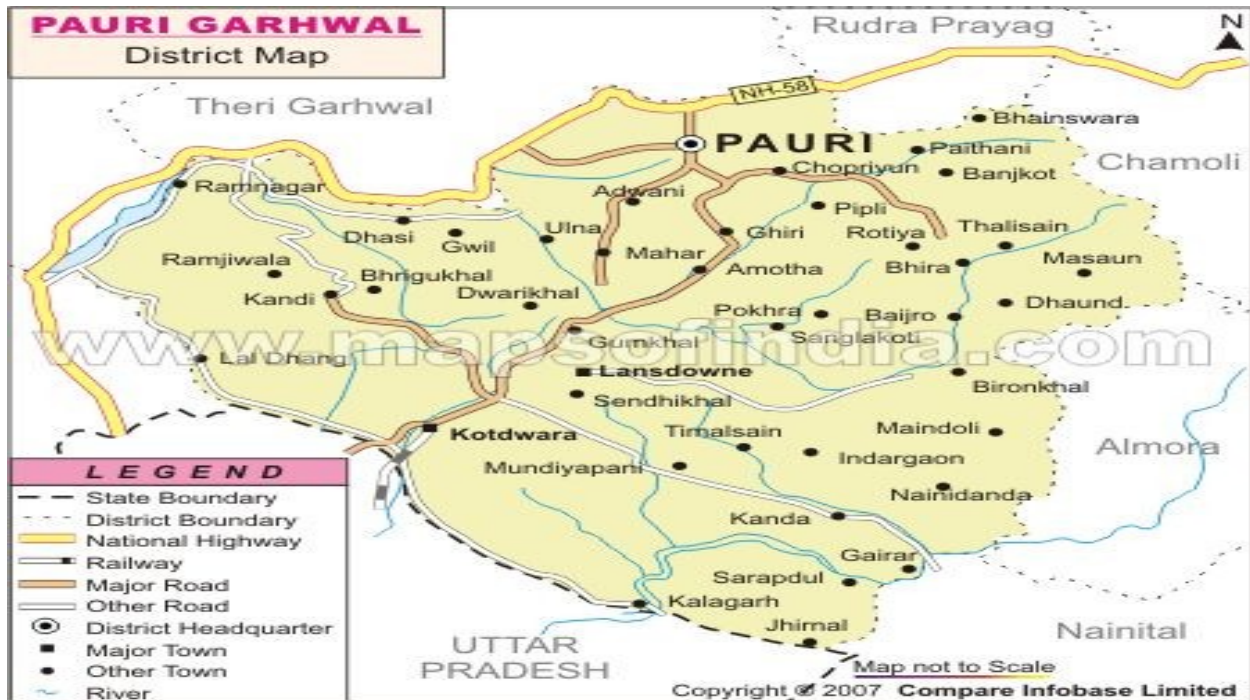 PAURI GARHWAL
District Map
Rudra Prayag
N
Theri Garhwal
NH-58
Bhainswara
PAURI
Paithani
Chopriyun
Chamoli
Banjkot
Ramnagar
Adwani
Pipli
Dhasi
Gwil
Ulna
Ghiri
Rotiya
Thalisain
Mahar
Ramjiwala
Bhrigukhal
Amotha
Bhira
Masaun
Kandi
Dwarikhal
Pokhra
Baijro
Dhaund
www.mapsofindia.com
Gumkhal
Sanglakoti
Lal Dhang
Lansdowne
Bironkhal
Sendhikhal
Kotdwara
Timalsain
Maindoli
Almora
Mundiyapani
Indargaon
Nainidanda
Kanda
Gairar
Sarapdul
Kalagarh
Jhirnal
Nainital
UTTAR
PRADESH
LEGEND
State Boundary
District Boundary
National Highway
Railway
Major Road
Other Road
District Headquarter
Major Town
Other Town
River
Map not to Scale
Copyright © 2007 Compare Infobase Limited